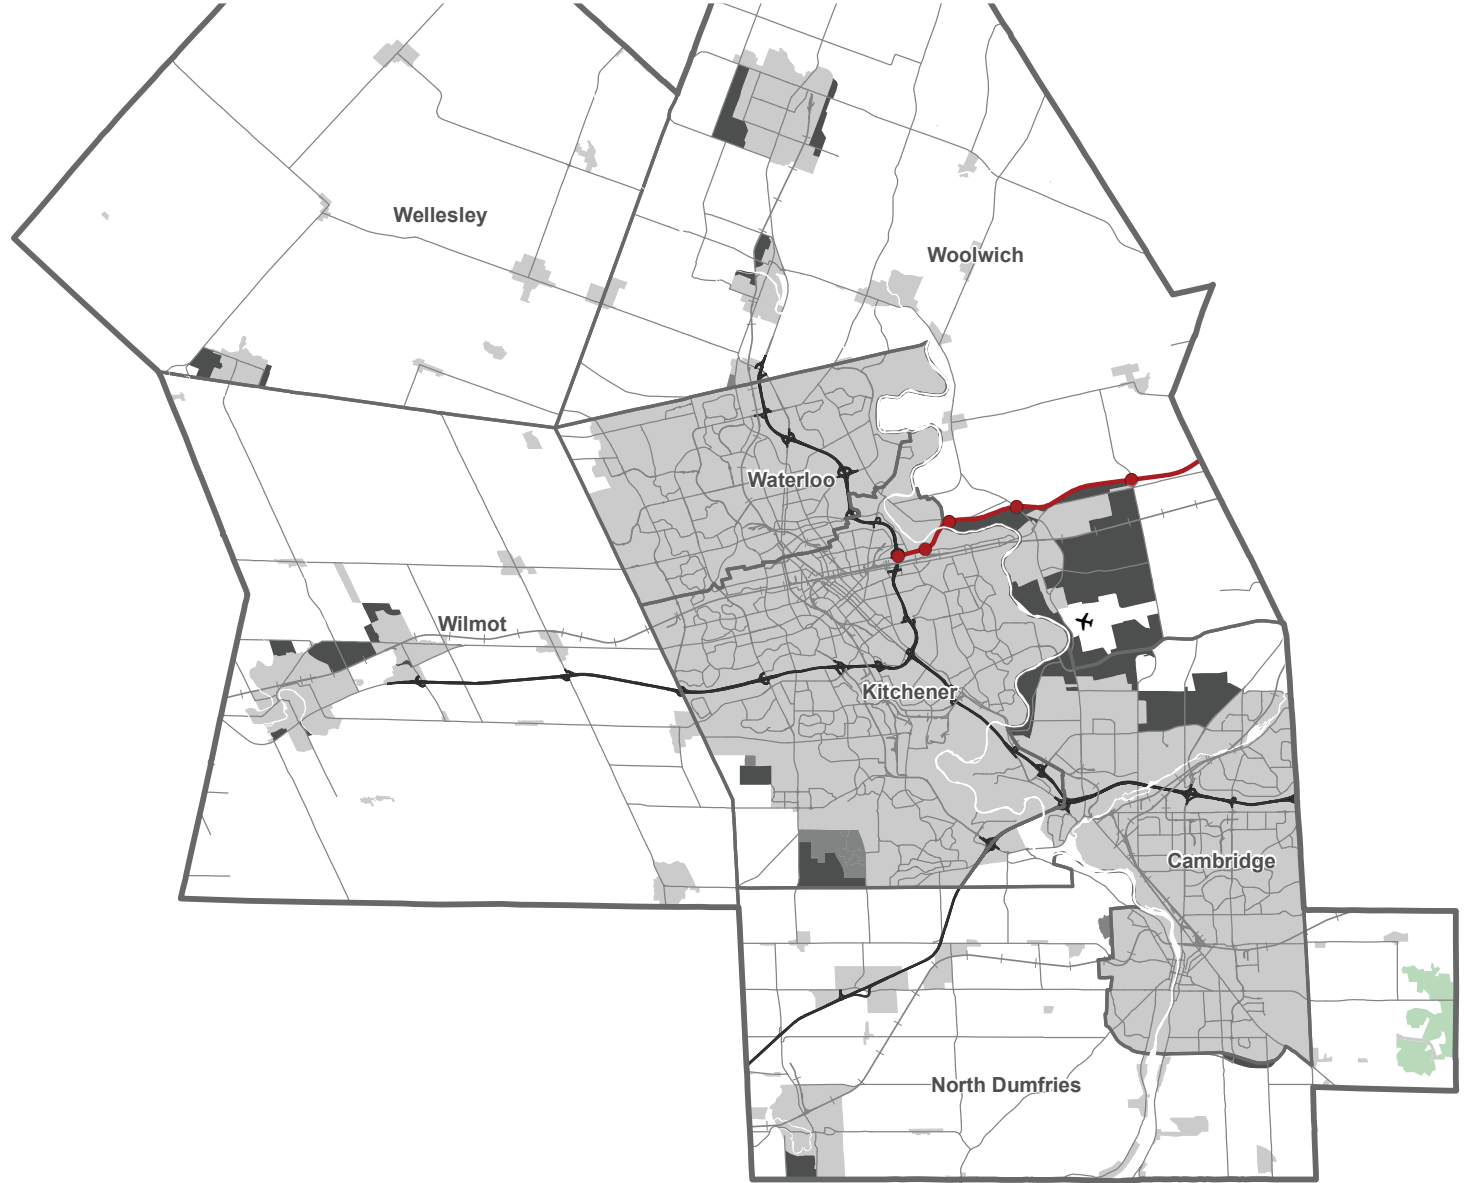 Wellesley
Woolwich
Waterloo
Wilmot
Kitchener
Cambridge
North Dumfries